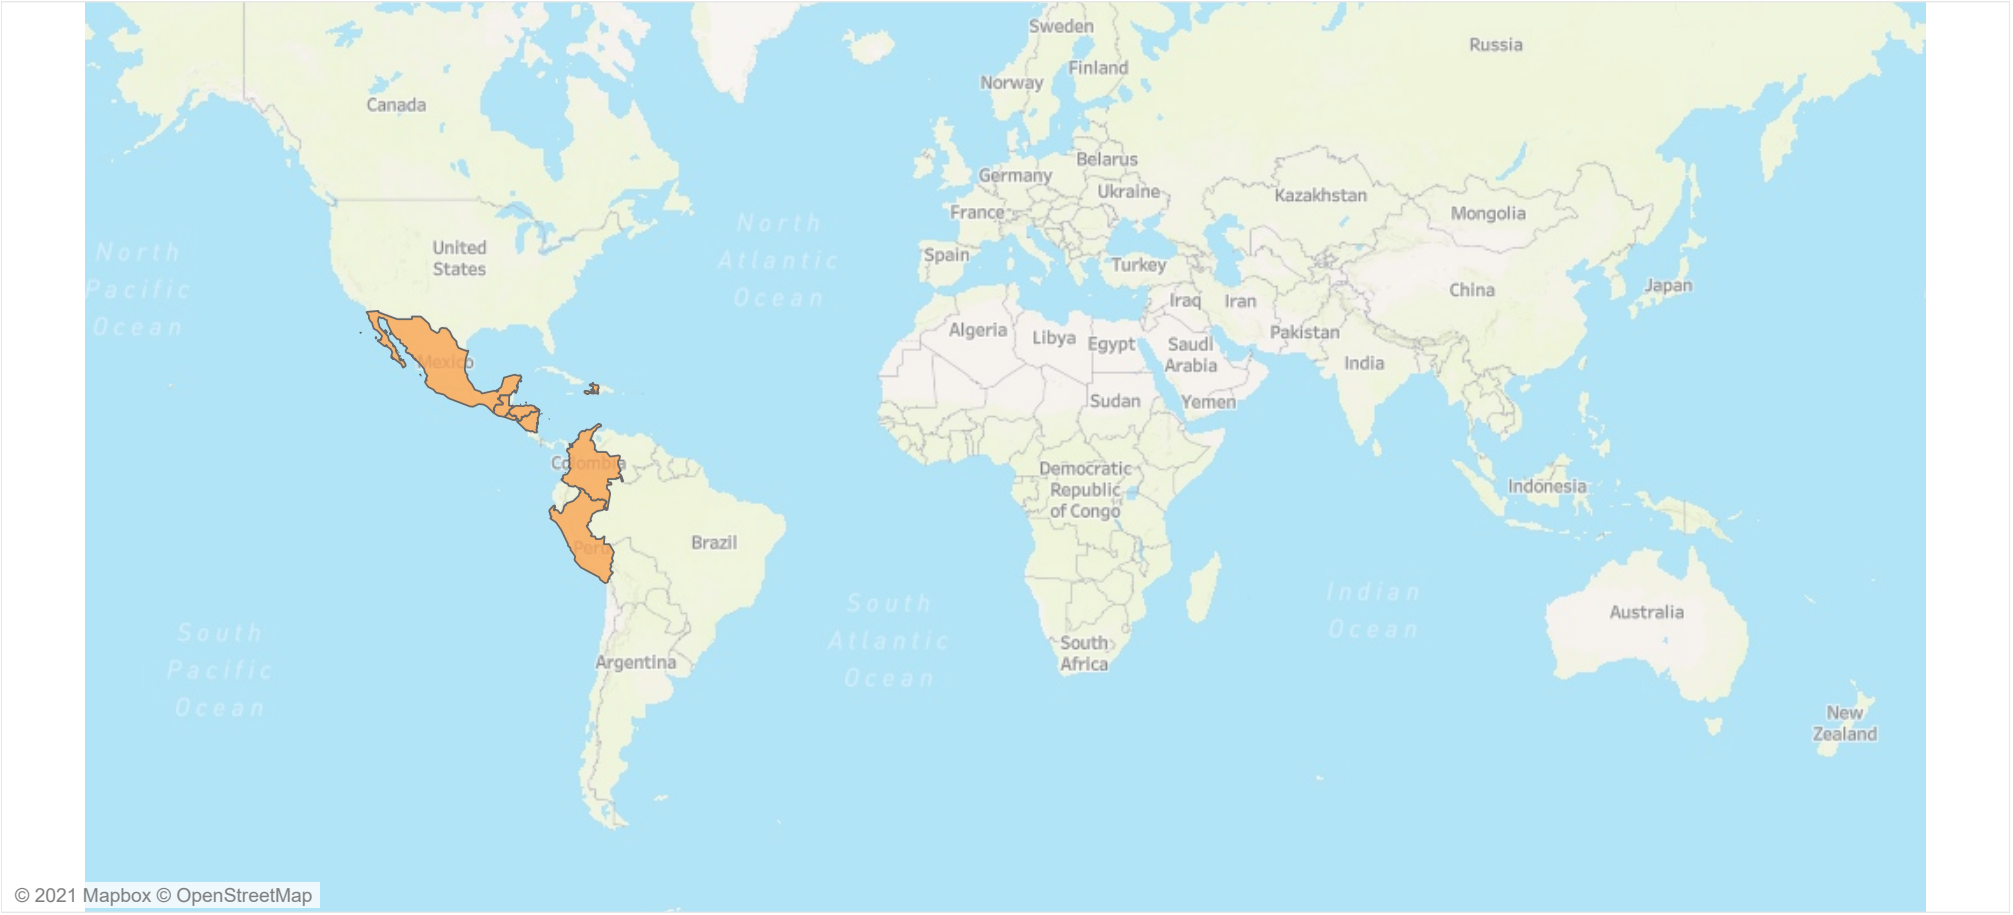 Sweden
Russia
Finland
Norway
Canada
Belarus
Germany
Ukraine
Kazakhstan
France
Mongolia
North
Atlantic
Ocean
North
Pacific
Ocean
United
States
Spain
Turkey
China
Japan
Iraq
Iran
Algeria
Libya
Egypt
Pakistan
Saudi
Arabia
India
Mexico
Sudan
Yemen
Colombia
Democratic
Republic
of Congo
Indonesia
Peru
Brazil
South
Atlantic
Ocean
Indian
Ocean
Australia
South
Pacific
Ocean
South
Africa
Argentina
New
Zealand
© 2021 Mapbox © OpenStreetMap